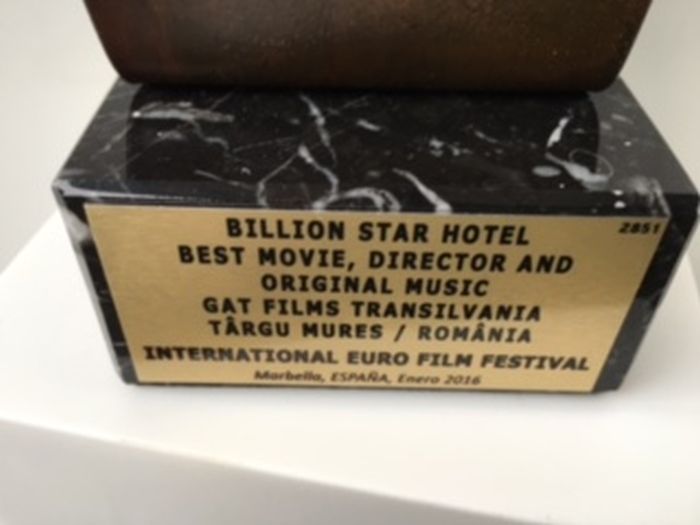 BILLION STAR HOTEL
2851
BEST MOVIE, DIRECTOR AND
ORIGINAL MUSIC
GAT FILMS TRANSILVANIA
TÂRGU MURES / ROMÂNIA
INTERNATIONAL EURO FILM FESTIVAL
Marbella, ESPAÑA, Enero 2016